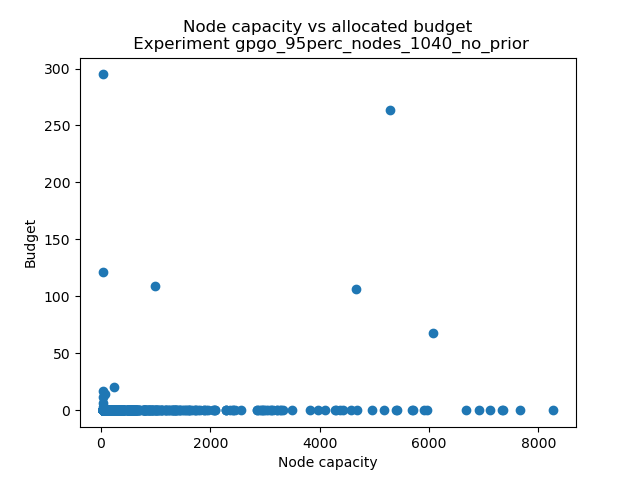 Node capacity vs allocated budget
Experiment gpgo_95perc_nodes_1040_no_prior
300
250
200
150
100
50
0
Budget
0 2000 4000 6000 8000
Node capacity